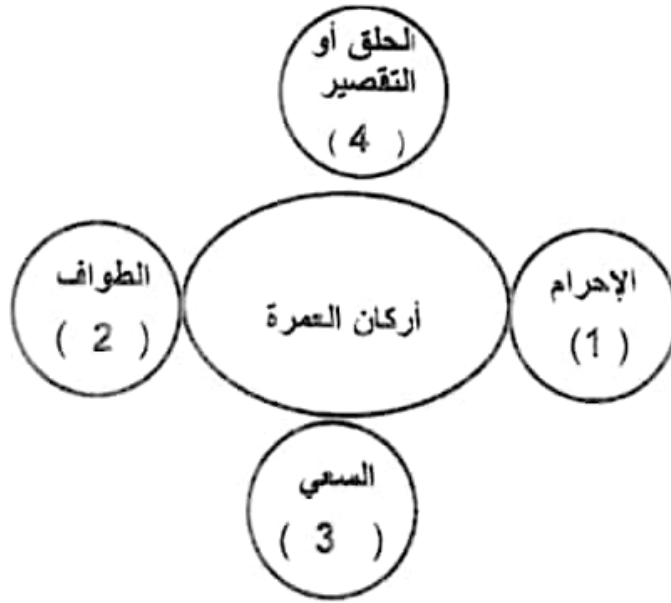 الحلق أو
التقصير
( 4 )
الطواف
( 2 )
أركان العمرة
الإحرام
(1 )
السعي
( 3 )